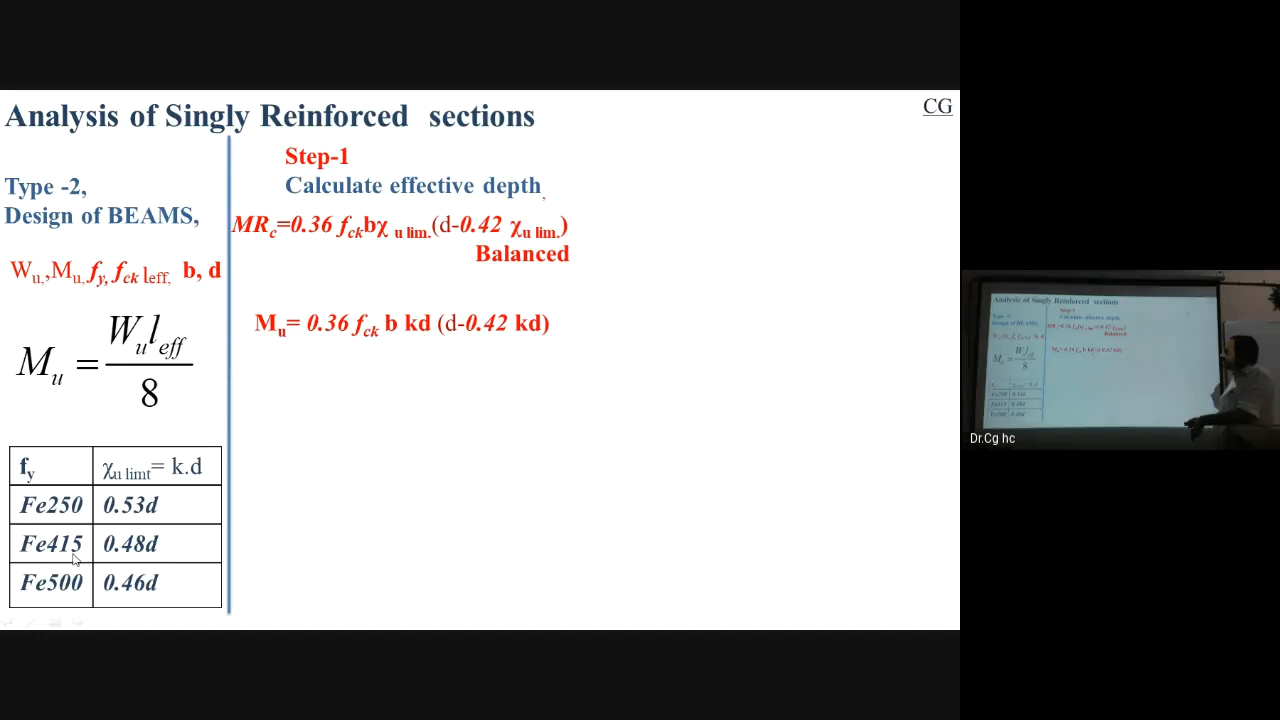 Analysis of Singly Reinforced sections
CG
Type -2,
Design of BEAMS,
Wu,,Mu, fy, fck leff, b, d
Mu = Wu leff / 8
fy χu limt= k.d
Fe250 0.53d
Fe415 0.48d
Fe500 0.46d
Step-1
Calculate effective depth,
MRc=0.36 fckbχ u lim.(d-0.42 χu lim.)
Balanced
Mu= 0.36 fck b kd (d-0.42 kd)
Dr.Cg hc